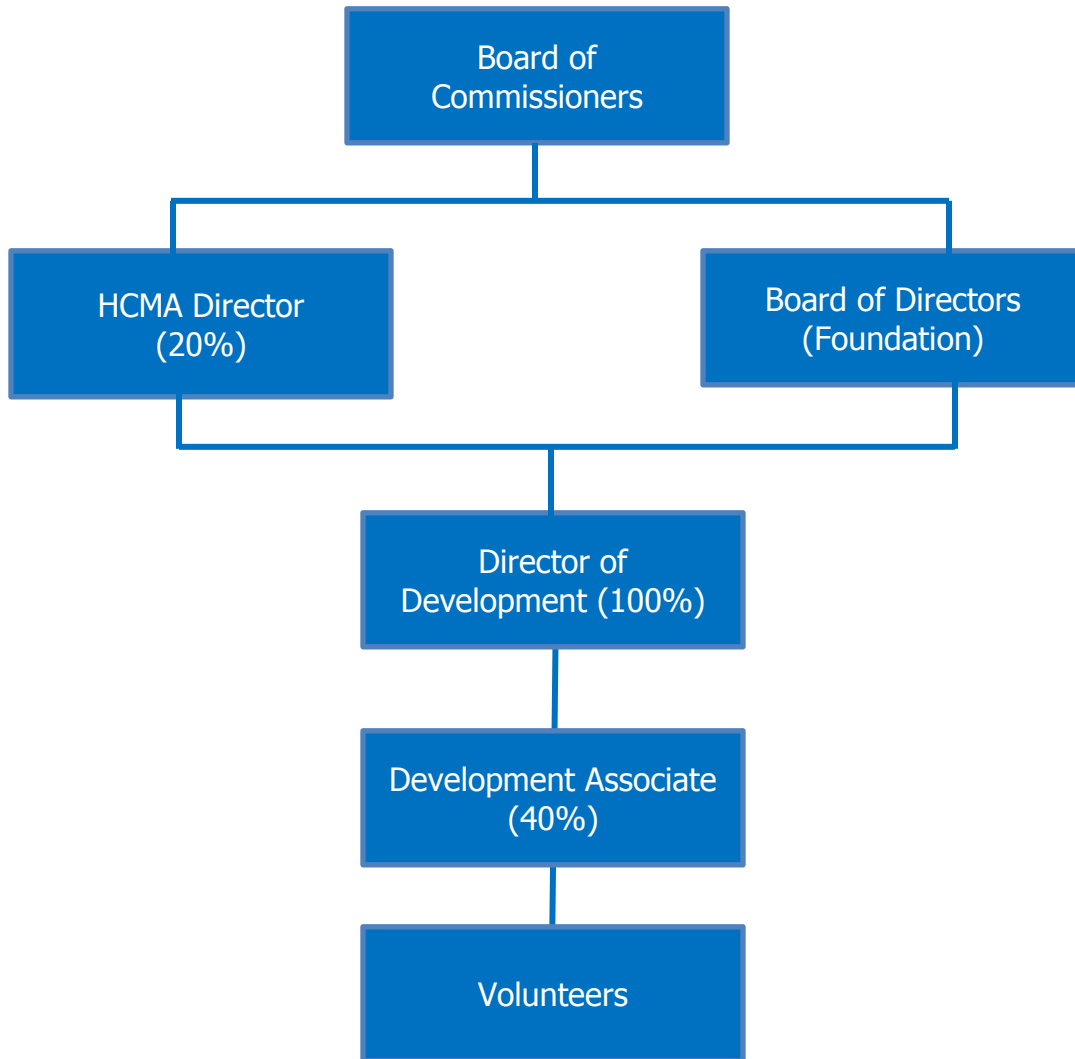 Board of
Commissioners
HCMA Director
(20%)
Board of Directors
(Foundation)
Director of
Development (100%)
Development Associate
(40%)
Volunteers